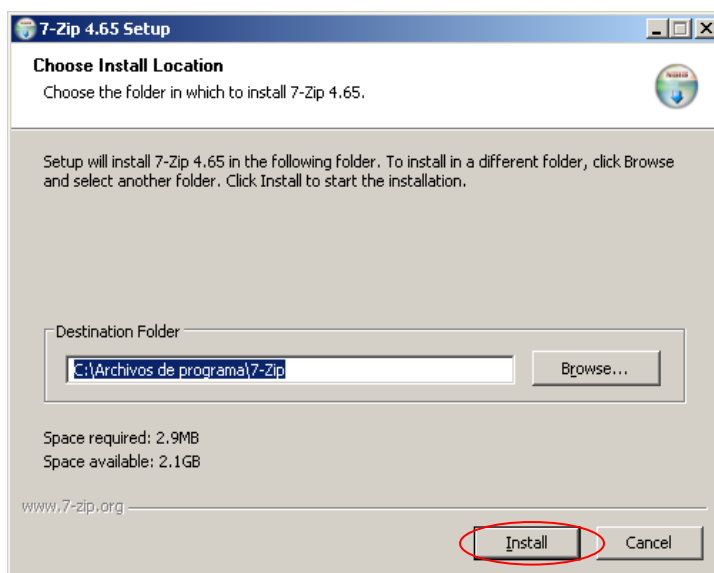 7-Zip 4.65 Setup
Choose Install Location
Choose the folder in which to install 7-Zip 4.65.
Setup will install 7-Zip 4.65 in the following folder. To install in a different folder, click Browse
and select another folder. Click Install to start the installation.
Destination Folder
C:\Archivos de programa\7-Zip
Browse...
Space required: 2.9MB
Space available: 2.1GB
www.7-zip.org
Install
Cancel